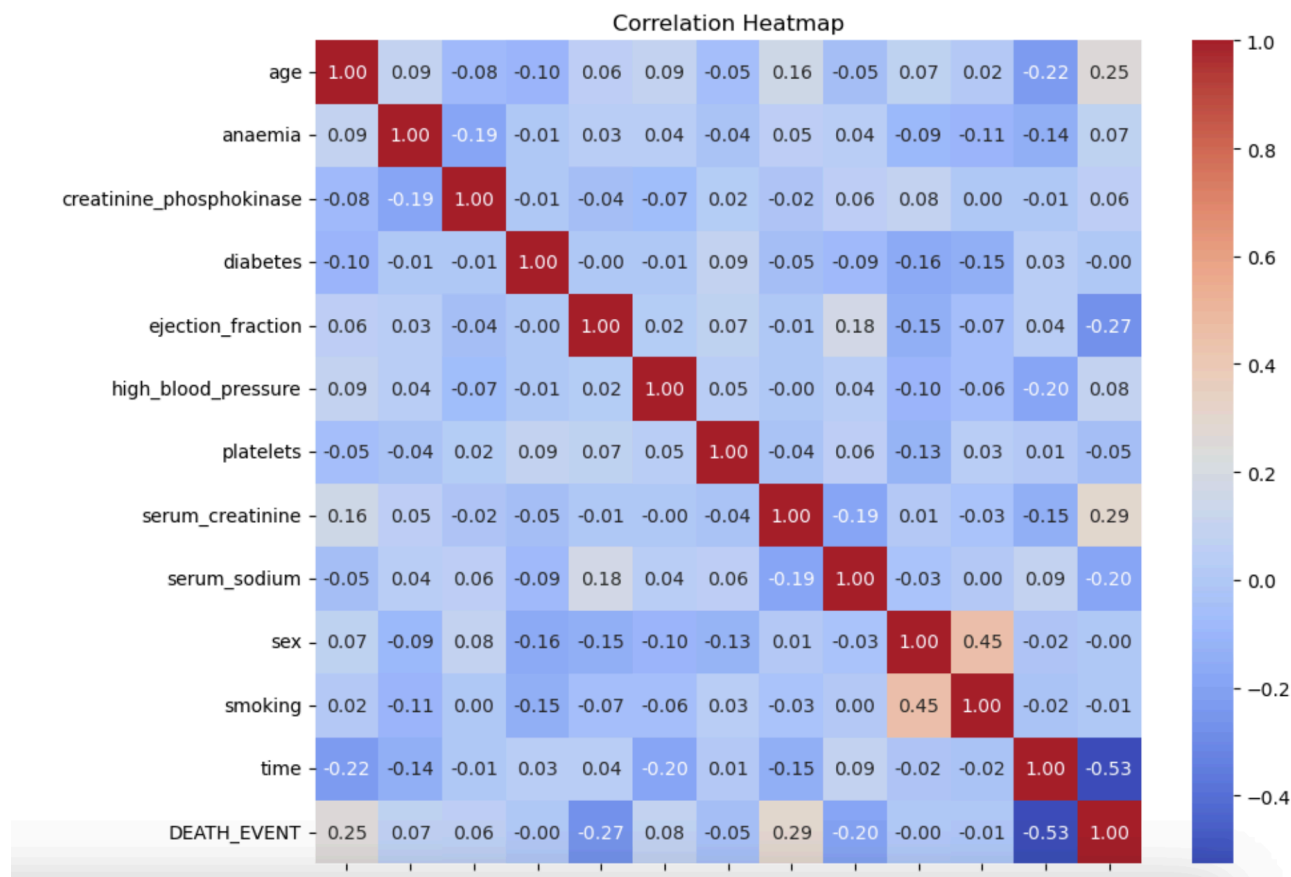 Correlation Heatmap
age 1.00 0.09 -0.08 -0.10 0.06 0.09 -0.05 0.16 -0.05 0.07 0.02 -0.22 0.25
anaemia 0.09 1.00 -0.19 -0.01 0.03 0.04 -0.04 0.05 0.04 -0.09 -0.11 -0.14 0.07
creatinine_phosphokinase -0.08 -0.19 1.00 -0.01 -0.04 -0.07 0.02 -0.02 0.06 0.08 0.00 -0.01 0.06
diabetes -0.10 -0.01 -0.01 1.00 -0.00 -0.01 0.09 -0.05 -0.09 -0.16 -0.15 0.03 -0.00
ejection_fraction 0.06 0.03 -0.04 -0.00 1.00 0.02 0.07 -0.01 0.18 -0.15 -0.07 0.04 -0.27
high_blood_pressure 0.09 0.04 -0.07 -0.01 0.02 1.00 0.05 -0.00 0.04 -0.10 -0.06 -0.20 0.08
platelets -0.05 -0.04 0.02 0.09 0.07 0.05 1.00 -0.04 0.06 -0.13 0.03 0.01 -0.05
serum_creatinine 0.16 0.05 -0.02 -0.05 -0.01 -0.00 -0.04 1.00 -0.19 0.01 -0.03 -0.15 0.29
serum_sodium -0.05 0.04 0.06 -0.09 0.18 0.04 0.06 -0.19 1.00 -0.03 0.00 0.09 -0.20
sex 0.07 -0.09 0.08 -0.16 -0.15 -0.10 -0.13 0.01 -0.03 1.00 0.45 -0.02 -0.00
smoking 0.02 -0.11 0.00 -0.15 -0.07 -0.06 0.03 -0.03 0.00 0.45 1.00 -0.02 -0.01
time -0.22 -0.14 -0.01 0.03 0.04 -0.20 0.01 -0.15 0.09 -0.02 -0.02 1.00 -0.53
DEATH_EVENT 0.25 0.07 0.06 -0.00 -0.27 0.08 -0.05 0.29 -0.20 -0.00 -0.01 -0.53 1.00
1.0
0.8
0.6
0.4
0.2
0.0
−0.2
−0.4